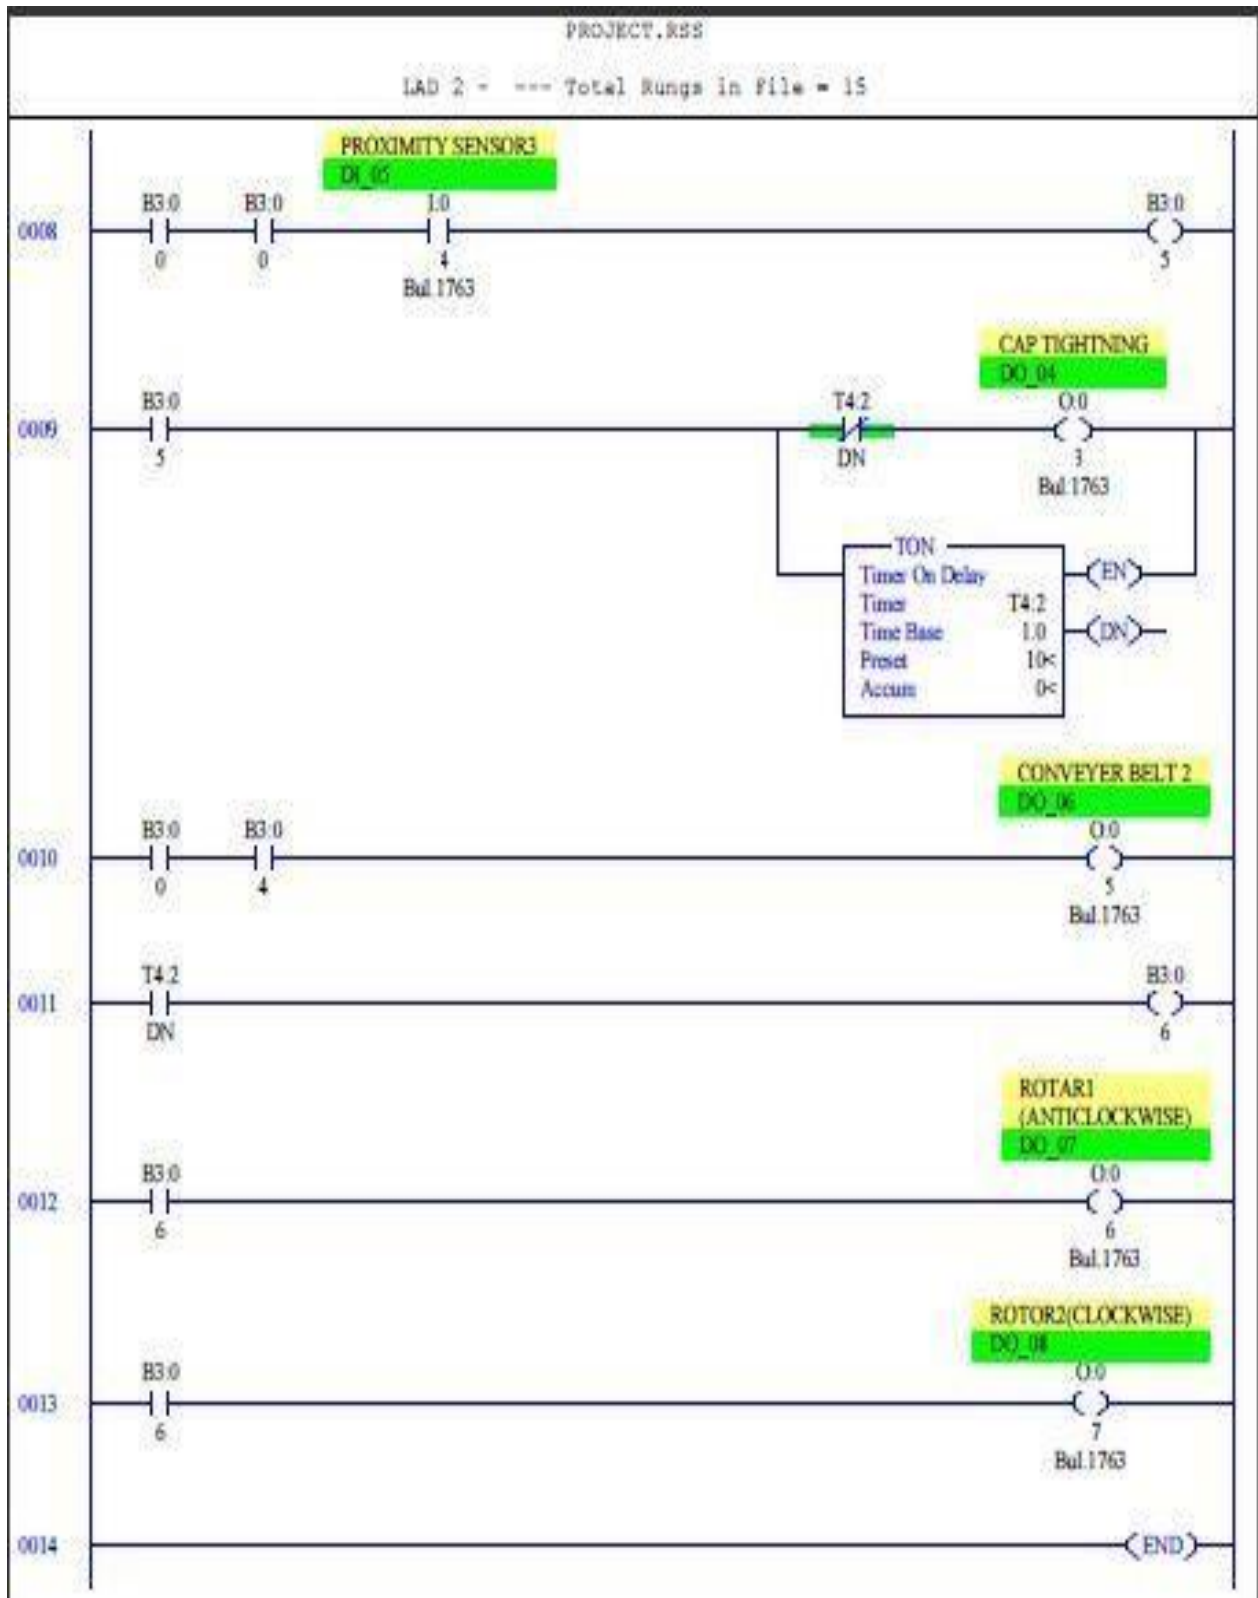 PROJECT.RSS
LAD 2 - --- Total Rungs in File = 15
PROXIMITY SENSOR3
DI_05
B3:0 B3:0 I:0
B3:0
0008
0 0 4
5
Bul.1763
CAP TIGHTNING
DO_04
B3:0 T4:2 O:0
0009
5 DN 3
Bul.1763
TON
Timer On Delay
Timer T4:2
Time Base 1.0
Preset 10<
Accum 0<
EN
DN
CONVEYER BELT 2
DO_06
B3:0 B3:0 O:0
0010
0 4 5
Bul.1763
T4:2 B3:0
0011
DN 6
ROTAR1
(ANTICLOCKWISE)
DO_07
B3:0 O:0
0012
6 6
Bul.1763
ROTOR2(CLOCKWISE)
DO_08
B3:0 O:0
0013
6 7
Bul.1763
0014
END